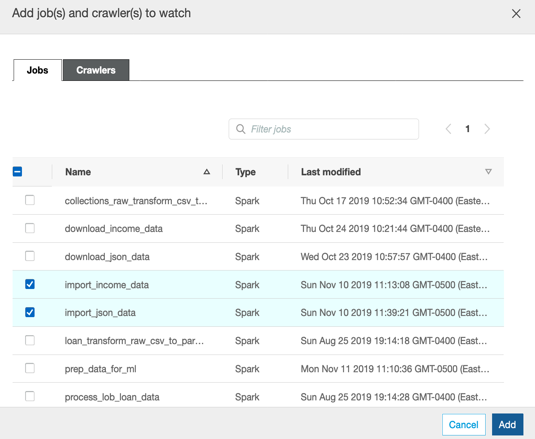 Add job(s) and crawler(s) to watch
Jobs Crawlers
Filter jobs 1
Name Type Last modified
collections_raw_transform_csv_t... Spark Thu Oct 17 2019 10:52:34 GMT-0400 (Easte...
download_income_data Spark Thu Oct 24 2019 10:21:44 GMT-0400 (Easte...
download_json_data Spark Wed Oct 23 2019 10:57:57 GMT-0400 (East...
import_income_data Spark Sun Nov 10 2019 11:13:08 GMT-0500 (East...
import_json_data Spark Sun Nov 10 2019 11:39:21 GMT-0500 (East...
loan_transform_raw_csv_to_par... Spark Sun Aug 25 2019 19:14:18 GMT-0400 (East...
prep_data_for_ml Spark Mon Nov 11 2019 11:10:36 GMT-0500 (East...
process_lob_loan_data Spark Sun Aug 25 2019 19:14:28 GMT-0400 (East...
Cancel Add